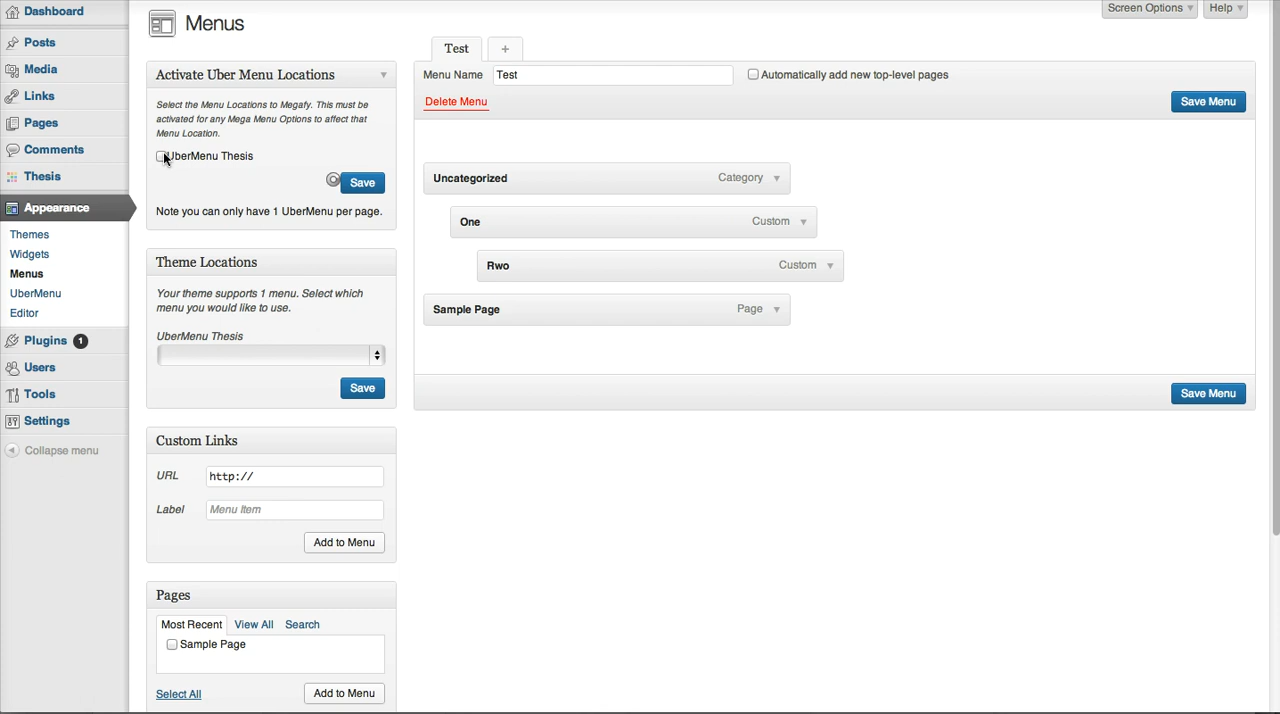 Dashboard
Posts
Media
Links
Pages
Comments
Thesis
Appearance
Themes
Widgets
Menus
UberMenu
Editor
Plugins 1
Users
Tools
Settings
Collapse menu
Menus
Screen Options
Help
Activate Uber Menu Locations
Select the Menu Locations to Megafy. This must be
activated for any Mega Menu Options to affect that
Menu Location.
UberMenu Thesis
Save
Note you can only have 1 UberMenu per page.
Theme Locations
Your theme supports 1 menu. Select which
menu you would like to use.
UberMenu Thesis
Save
Custom Links
URL http://
Label Menu Item
Add to Menu
Pages
Most Recent View All Search
Sample Page
Select All Add to Menu
Test +
Menu Name Test Automatically add new top-level pages
Delete Menu Save Menu
Uncategorized Category
One Custom
Rwo Custom
Sample Page Page
Save Menu